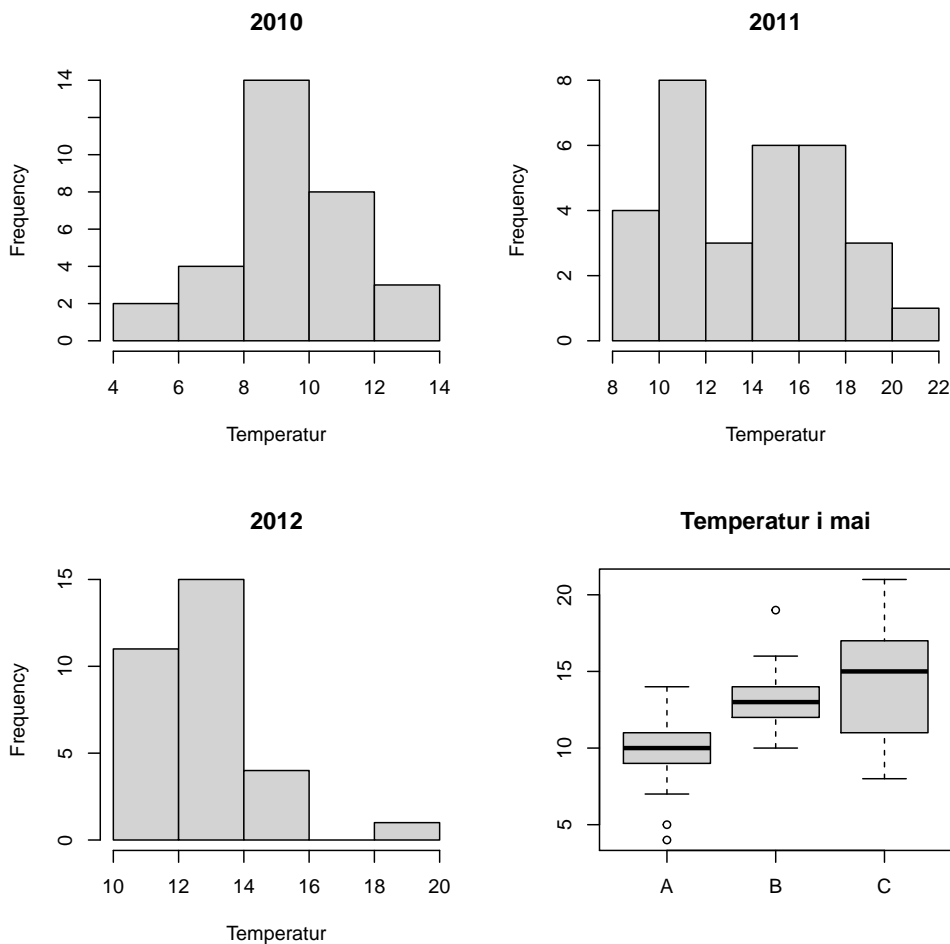 2010
Frequency
0 2 4 8 10 14
4 6 8 10 12 14
Temperatur
2011
Frequency
0 2 4 6 8
8 10 12 14 16 18 20 22
Temperatur
2012
Frequency
0 5 10 15
10 12 14 16 18 20
Temperatur
Temperatur i mai
5 10 15 20
A B C